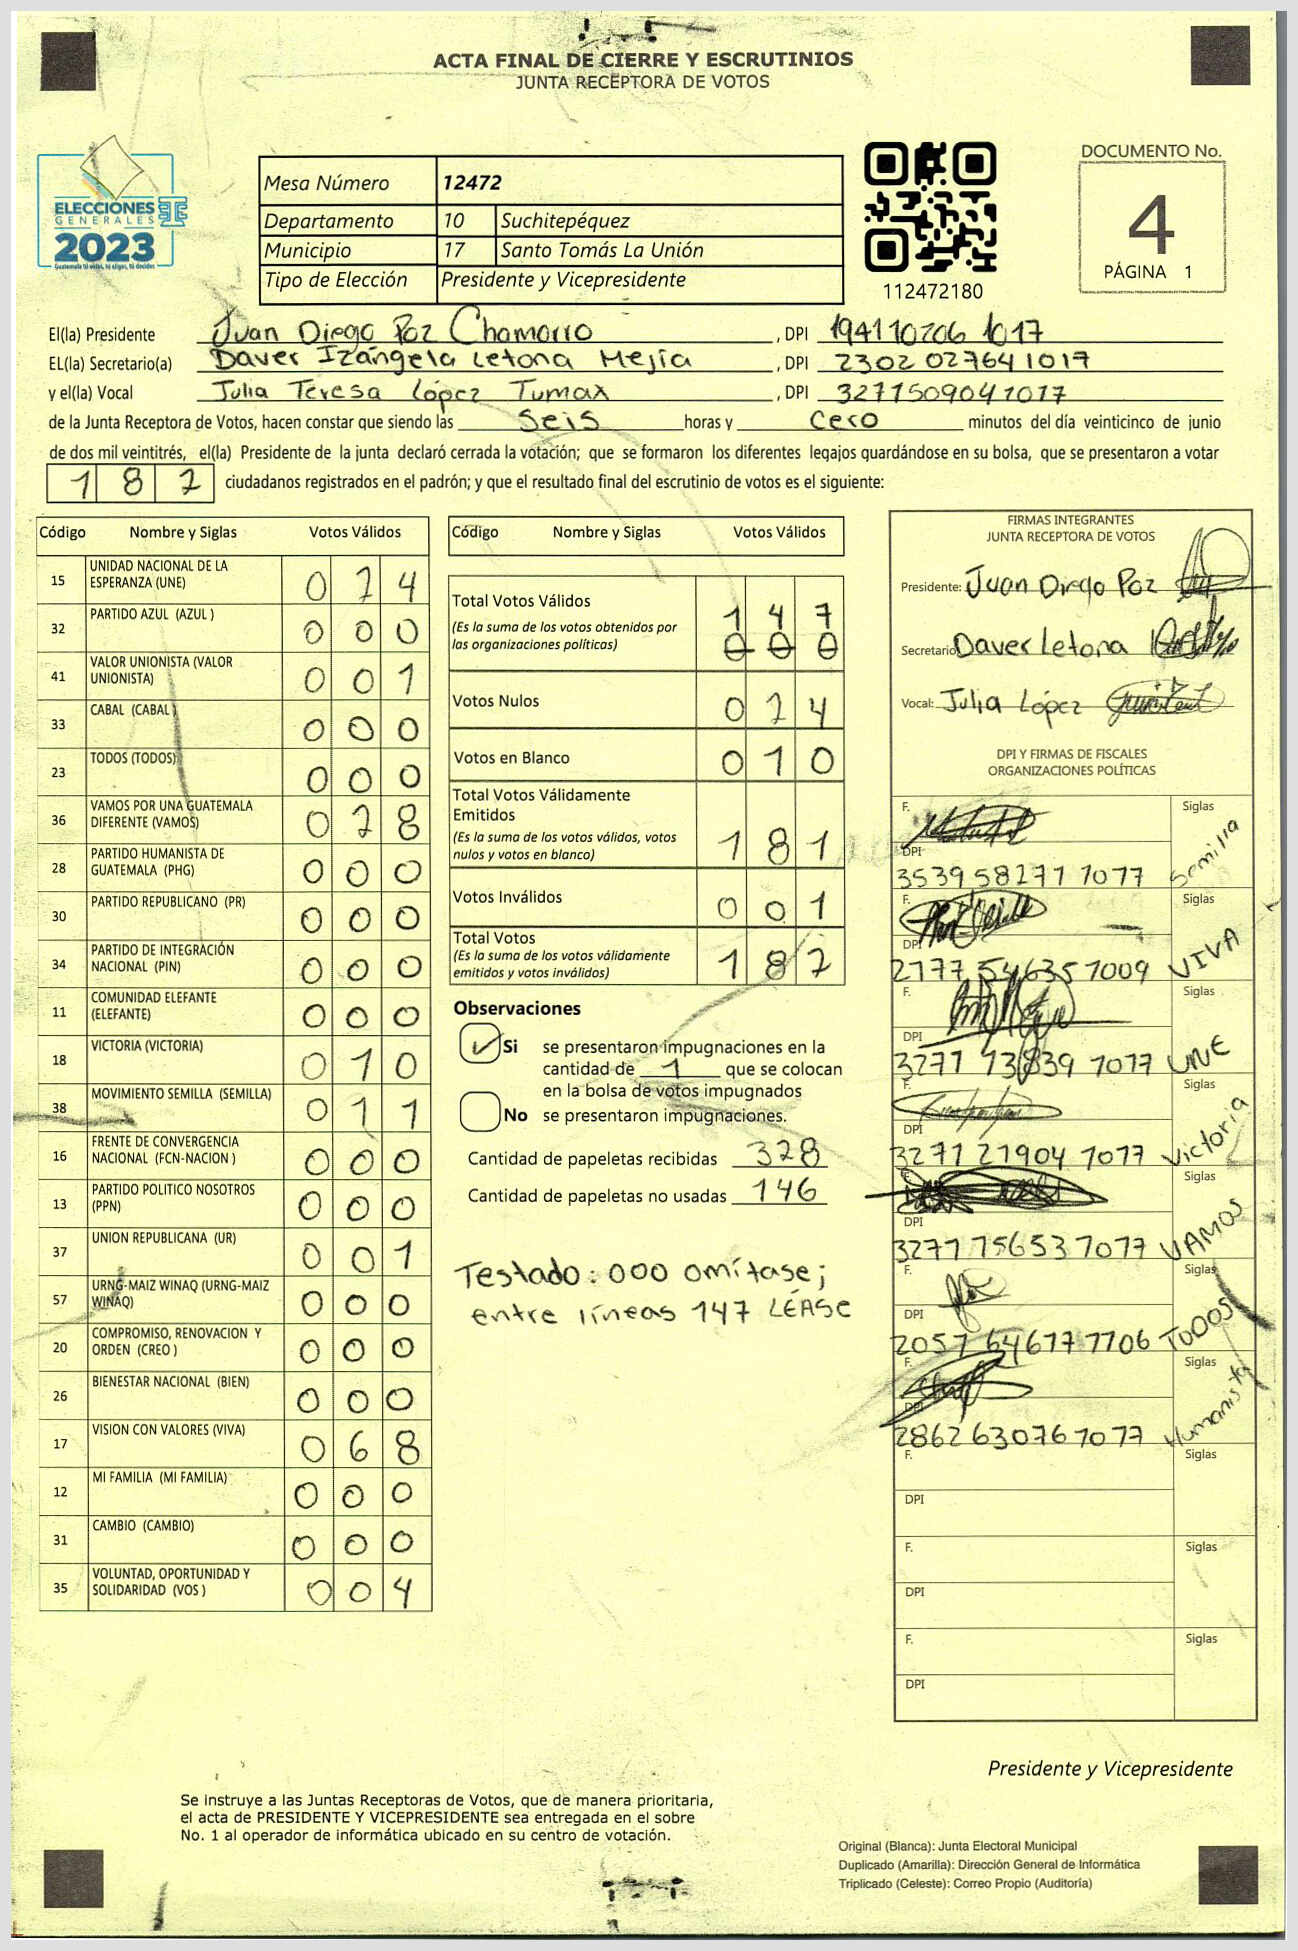 ACTA FINAL DE CIERRE Y ESCRUTINIOS
JUNTA RECEPTORA DE VOTOS
ELECCIONES
GENERALES
2023
Guatemala tú votas, tú eliges, tú decides
Mesa Número 12472
Departamento 10 Suchitepéquez
Municipio 17 Santo Tomás La Unión
Tipo de Elección Presidente y Vicepresidente
112472180
DOCUMENTO No.
4
PÁGINA 1
El(la) Presidente Juan Diego Paz Chamorro , DPI 194110206 1017
EL(la) Secretario(a) Daver Izángela Letona Mejía , DPI 2302 02764 1017
y el(la) Vocal Julia Teresa López Tumax , DPI 3271509041017
de la Junta Receptora de Votos, hacen constar que siendo las Seis horas y cero minutos del día veinticinco de junio
de dos mil veintitrés, el(la) Presidente de la junta declaró cerrada la votación; que se formaron los diferentes legajos quardándose en su bolsa, que se presentaron a votar
182 ciudadanos registrados en el padrón; y que el resultado final del escrutinio de votos es el siguiente:
Código Nombre y Siglas Votos Válidos
15 UNIDAD NACIONAL DE LA ESPERANZA (UNE) 0 2 4
32 PARTIDO AZUL (AZUL ) 0 0 0
41 VALOR UNIONISTA (VALOR UNIONISTA) 0 0 1
33 CABAL (CABAL ) 0 0 0
23 TODOS (TODOS) 0 0 0
36 VAMOS POR UNA GUATEMALA DIFERENTE (VAMOS) 0 2 8
28 PARTIDO HUMANISTA DE GUATEMALA (PHG) 0 0 0
30 PARTIDO REPUBLICANO (PR) 0 0 0
34 PARTIDO DE INTEGRACIÓN NACIONAL (PIN) 0 0 0
11 COMUNIDAD ELEFANTE (ELEFANTE) 0 0 0
18 VICTORIA (VICTORIA) 0 1 0
38 MOVIMIENTO SEMILLA (SEMILLA) 0 1 1
16 FRENTE DE CONVERGENCIA NACIONAL (FCN-NACION ) 0 0 0
13 PARTIDO POLITICO NOSOTROS (PPN) 0 0 0
37 UNION REPUBLICANA (UR) 0 0 1
57 URNG-MAIZ WINAQ (URNG-MAIZ WINAQ) 0 0 0
20 COMPROMISO, RENOVACION Y ORDEN (CREO ) 0 0 0
26 BIENESTAR NACIONAL (BIEN) 0 0 0
17 VISION CON VALORES (VIVA) 0 6 8
12 MI FAMILIA (MI FAMILIA) 0 0 0
31 CAMBIO (CAMBIO) 0 0 0
35 VOLUNTAD, OPORTUNIDAD Y SOLIDARIDAD (VOS ) 0 0 4
Código Nombre y Siglas Votos Válidos
Total Votos Válidos 1 4 7
(Es la suma de los votos obtenidos por las organizaciones políticas) 0 0 0
Votos Nulos 0 2 4
Votos en Blanco 0 1 0
Total Votos Válidamente Emitidos
(Es la suma de los votos válidos, votos nulos y votos en blanco) 1 8 1
Votos Inválidos 0 0 1
Total Votos
(Es la suma de los votos válidamente emitidos y votos inválidos) 1 8 2
Observaciones
Si se presentaron impugnaciones en la
cantidad de 1 que se colocan
en la bolsa de votos impugnados
No se presentaron impugnaciones.
Cantidad de papeletas recibidas 328
Cantidad de papeletas no usadas 146
Testado: 000 omítase;
entre líneas 147 LÉASE
FIRMAS INTEGRANTES
JUNTA RECEPTORA DE VOTOS
Presidente: Juan Diego Paz
Secretario Daver Letona
Vocal: Julia López
DPI Y FIRMAS DE FISCALES
ORGANIZACIONES POLÍTICAS
F. Siglas
DPI
3539 58271 1017 Semilla
F. Siglas
DPI
2177 54635 1009 VIVA
F. Siglas
DPI
3271 13839 1017 UNE
F. Siglas
DPI
3271 21904 1017 Victoria
F. Siglas
DPI
3271 15653 1017 VAMOS
F. Siglas
DPI
2057 64617 1106 TODOS
F. Siglas
DPI
2862 63076 1017 Humanista
F. Siglas
DPI
F. Siglas
DPI
F. Siglas
DPI
Presidente y Vicepresidente
Se instruye a las Juntas Receptoras de Votos, que de manera prioritaria,
el acta de PRESIDENTE Y VICEPRESIDENTE sea entregada en el sobre
No. 1 al operador de informática ubicado en su centro de votación.
Original (Blanca): Junta Electoral Municipal
Duplicado (Amarilla): Dirección General de Informática
Triplicado (Celeste): Correo Propio (Auditoría)